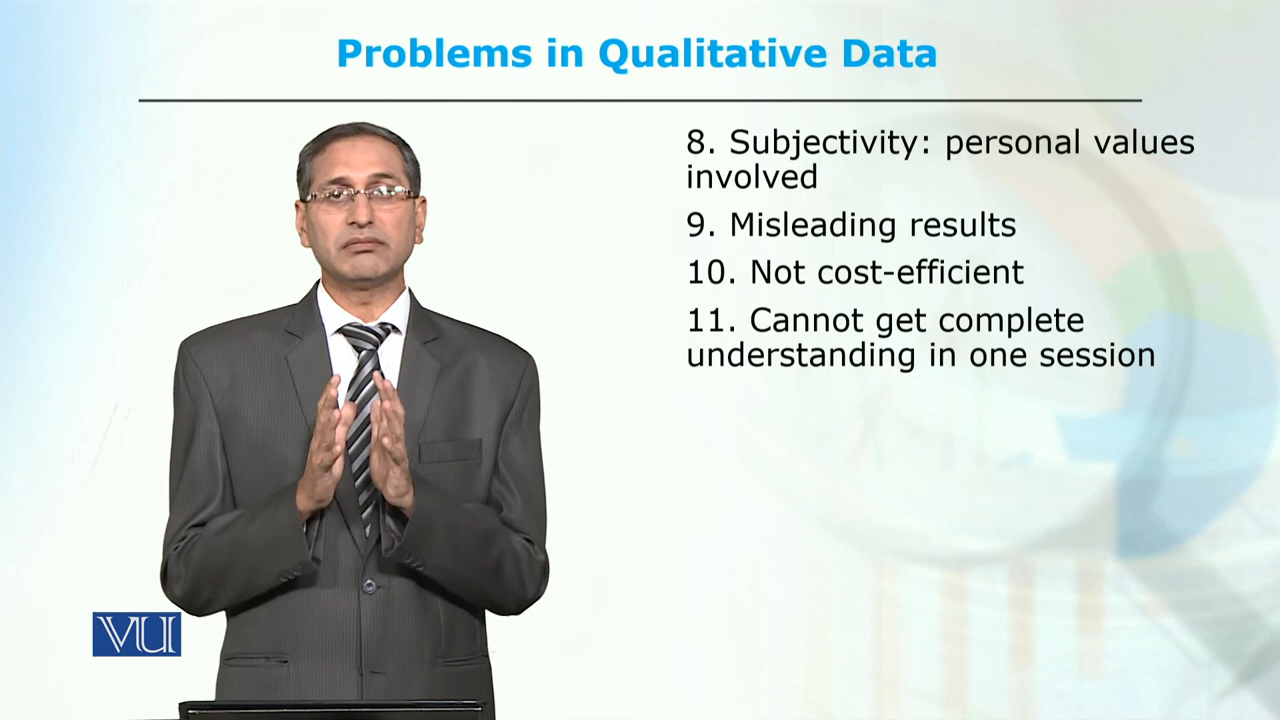 Problems in Qualitative Data
8. Subjectivity: personal values
involved
9. Misleading results
10. Not cost-efficient
11. Cannot get complete
understanding in one session
VU